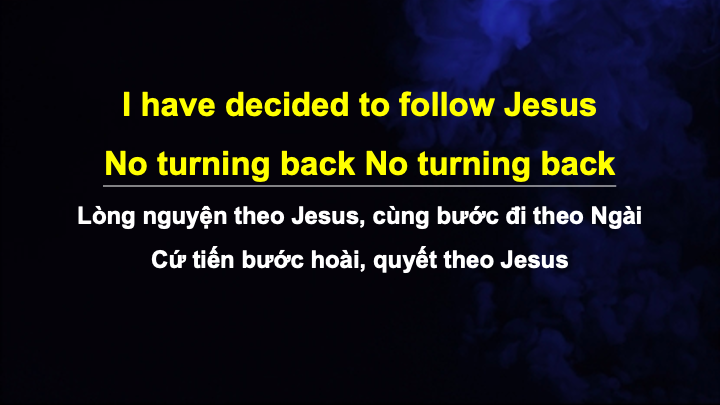 I have decided to follow Jesus
No turning back No turning back
Lòng nguyện theo Jesus, cùng bước đi theo Ngài
Cứ tiến bước hoài, quyết theo Jesus